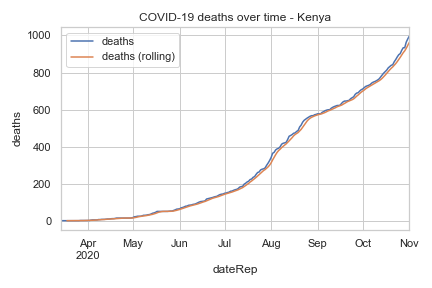 COVID-19 deaths over time - Kenya
deaths
deaths (rolling)
1000
800
600
400
200
0
deaths
Apr
2020
May
Jun
Jul
Aug
Sep
Oct
Nov
dateRep